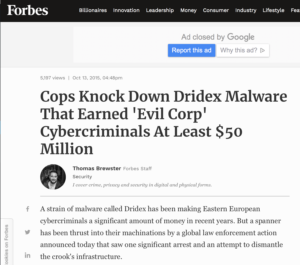 Forbes
Billionaires Innovation Leadership Money Consumer Industry Lifestyle Fea
Ad closed by Google
Report this ad Why this ad?
5,197 views | Oct 13, 2015, 04:48pm
Cops Knock Down Dridex Malware
That Earned 'Evil Corp'
Cybercriminals At Least $50
Million
Thomas Brewster Forbes Staff
Security
I cover crime, privacy and security in digital and physical forms.
A strain of malware called Dridex has been making Eastern European
cybercriminals a significant amount of money in recent years. But a spanner
has been thrust into their machinations by a global law enforcement action
announced today that saw one significant arrest and an attempt to dismantle
the crook's infrastructure.
ookies on Forbes